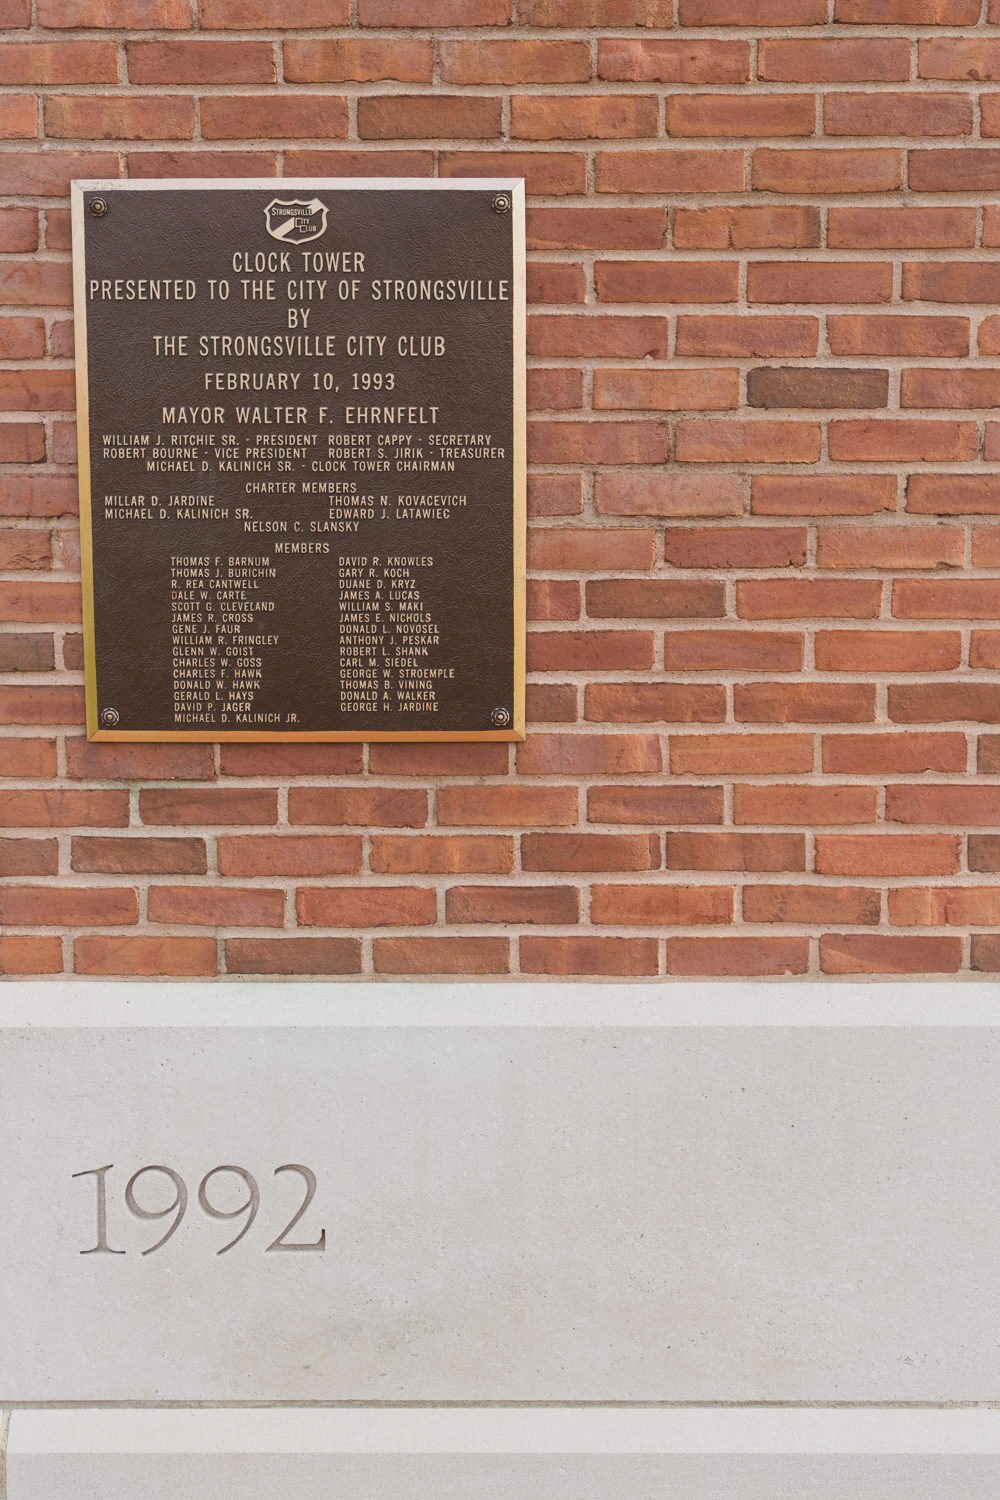 STRONGSVILLE
CITY
CLUB
CLOCK TOWER
PRESENTED TO THE CITY OF STRONGSVILLE
BY
THE STRONGSVILLE CITY CLUB
FEBRUARY 10, 1993
MAYOR WALTER F. EHRNFELT
WILLIAM J. RITCHIE SR. - PRESIDENT ROBERT CAPPY - SECRETARY
ROBERT BOURNE - VICE PRESIDENT ROBERT S. JIRIK - TREASURER
MICHAEL D. KALINICH SR. - CLOCK TOWER CHAIRMAN
CHARTER MEMBERS
MILLAR D. JARDINE THOMAS N. KOVACEVICH
MICHAEL D. KALINICH SR. EDWARD J. LATAWIEC
NELSON C. SLANSKY
MEMBERS
THOMAS F. BARNUM DAVID R. KNOWLES
THOMAS J. BURICHIN GARY R. KOCH
R. REA CANTWELL DUANE D. KRYZ
DALE W. CARTE JAMES A. LUCAS
SCOTT G. CLEVELAND WILLIAM S. MAKI
JAMES R. CROSS JAMES E. NICHOLS
GENE J. FAUR DONALD L. NOVOSEL
WILLIAM R. FRINGLEY ANTHONY J. PESKAR
GLENN W. GOIST ROBERT L. SHANK
CHARLES W. GOSS CARL M. SIEDEL
CHARLES F. HAWK GEORGE W. STROEMPLE
DONALD W. HAWK THOMAS B. VINING
GERALD L. HAYS DONALD A. WALKER
DAVID P. JAGER GEORGE H. JARDINE
MICHAEL D. KALINICH JR.
1992